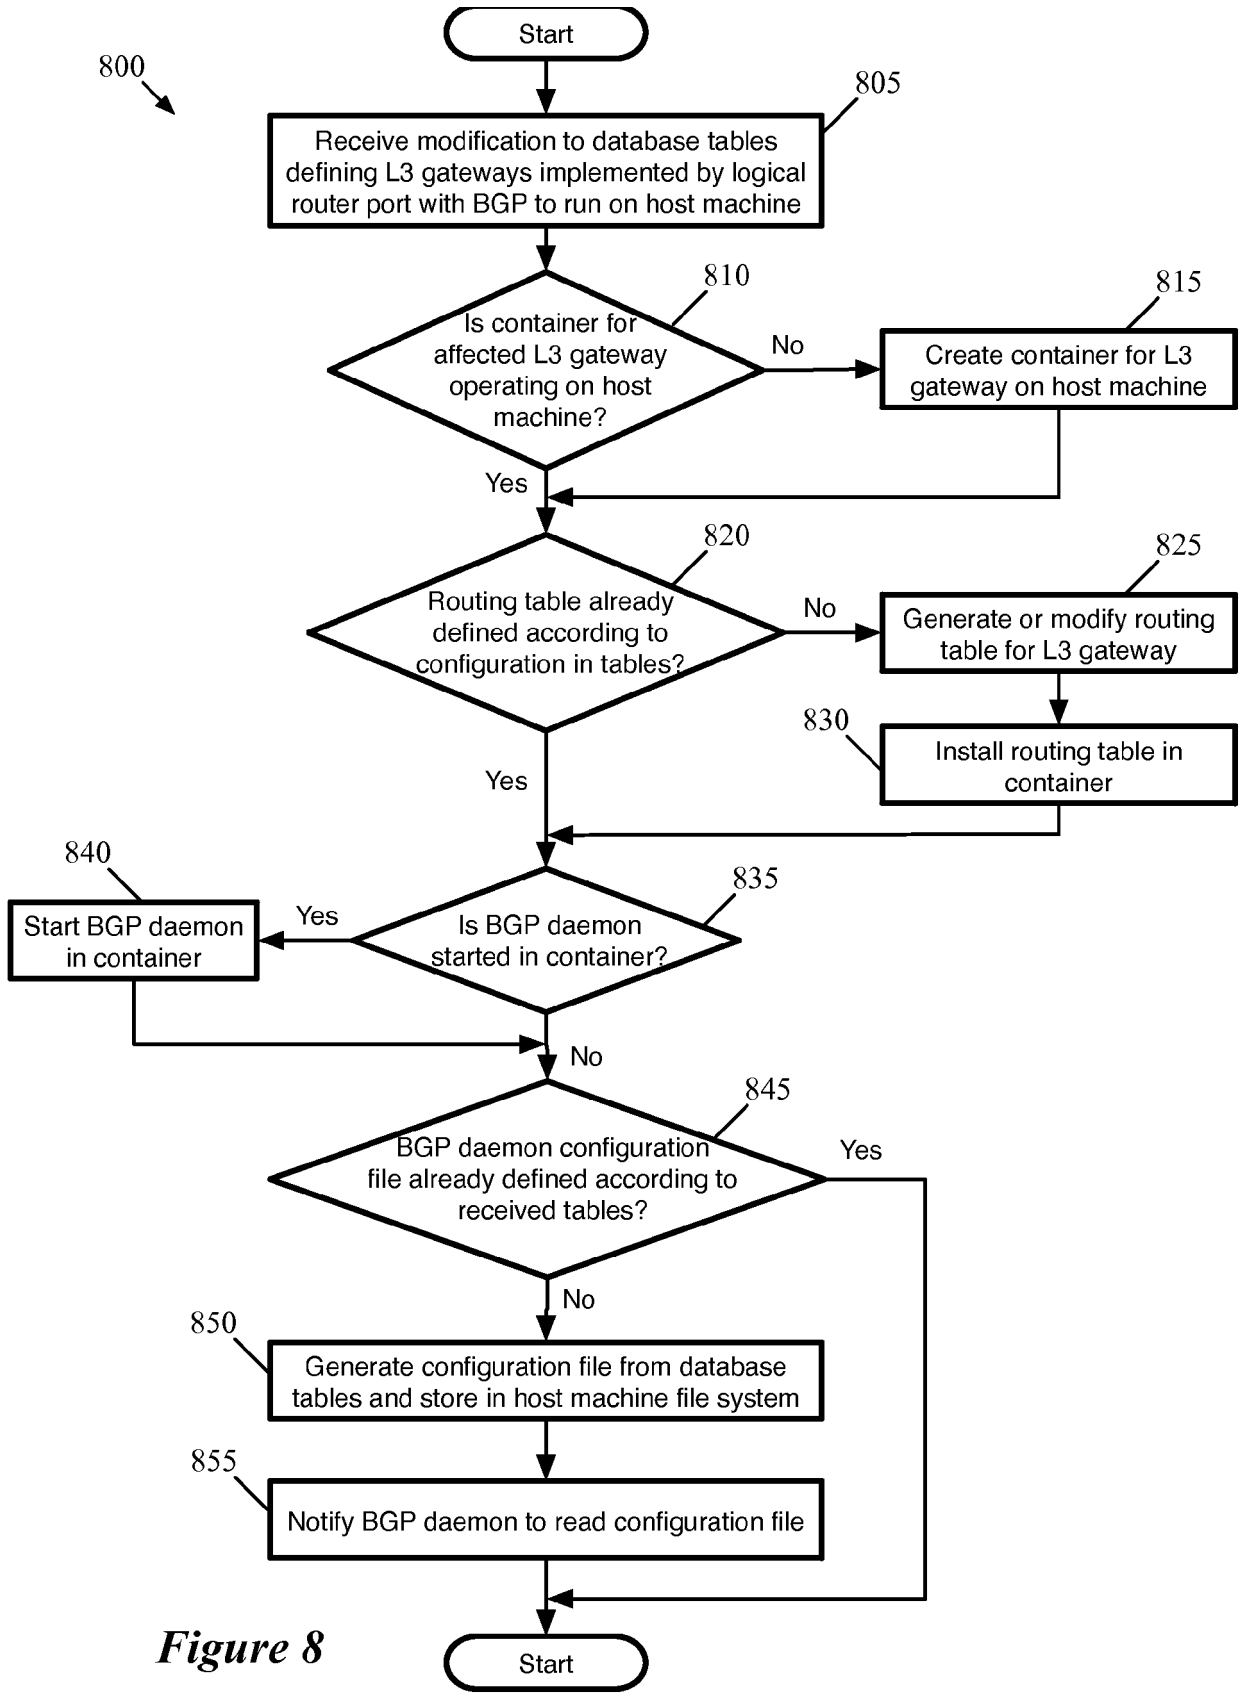 Start
800
805
Receive modification to database tables
defining L3 gateways implemented by logical
router port with BGP to run on host machine
810
Is container for
affected L3 gateway
operating on host
machine?
No
815
Create container for L3
gateway on host machine
Yes
820
Routing table already
defined according to
configuration in tables?
No
825
Generate or modify routing
table for L3 gateway
830
Install routing table in
container
Yes
835
Is BGP daemon
started in container?
Yes
840
Start BGP daemon
in container
No
845
BGP daemon configuration
file already defined according to
received tables?
Yes
No
850
Generate configuration file from database
tables and store in host machine file system
855
Notify BGP daemon to read configuration file
Start
Figure 8